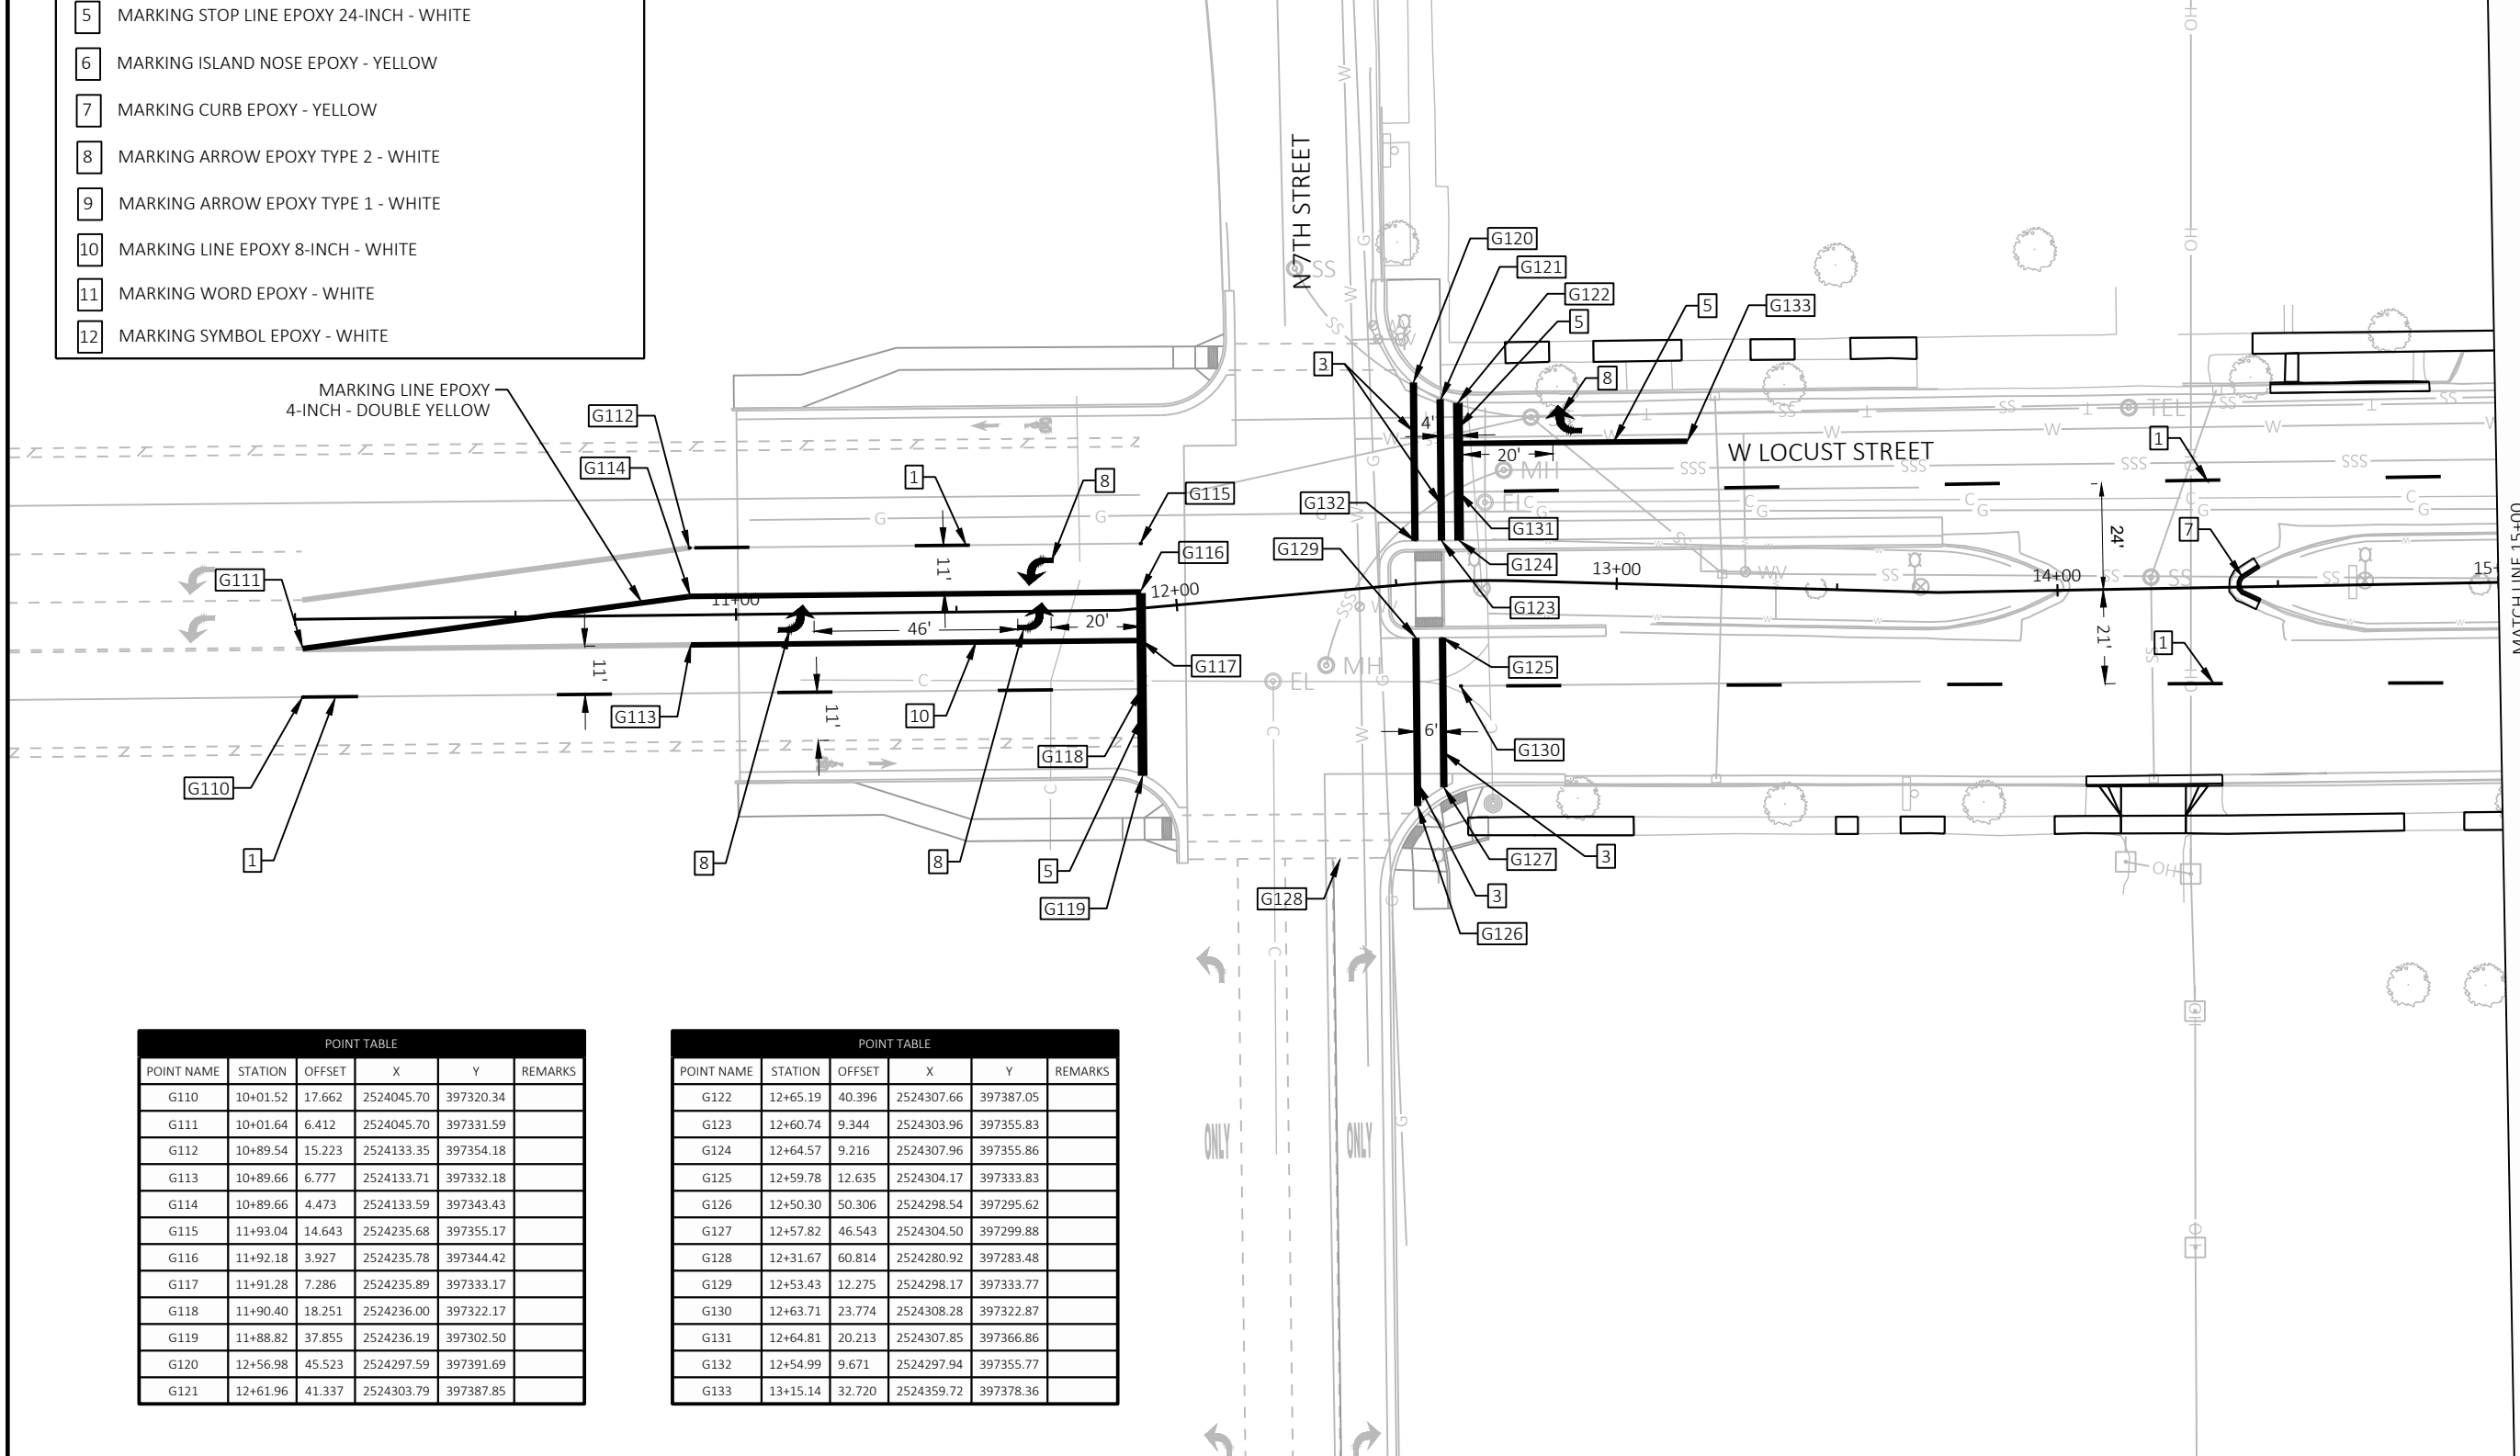 5 MARKING STOP LINE EPOXY 24-INCH - WHITE
6 MARKING ISLAND NOSE EPOXY - YELLOW
7 MARKING CURB EPOXY - YELLOW
8 MARKING ARROW EPOXY TYPE 2 - WHITE
9 MARKING ARROW EPOXY TYPE 1 - WHITE
10 MARKING LINE EPOXY 8-INCH - WHITE
11 MARKING WORD EPOXY - WHITE
12 MARKING SYMBOL EPOXY - WHITE
MARKING LINE EPOXY
4-INCH - DOUBLE YELLOW
N 7TH STREET
W LOCUST STREET
MATCH LINE 15+00
G120
G121
G122
5
5
G133
3
8
G112
G114
1
8
G115
4'
20'
1
G132
G131
G111
G129
G116
G124
11'
24'
7
11+00
12+00
13+00
14+00
15+
G123
46'
20'
11'
G117
G125
21'
1
G113
10
11'
G118
6'
G130
G110
1
8
8
5
G127
3
G119
G128
3
G126
SS
MH
EL
MH
EL
WV
TEL
SS
OH
ONLY
ONLY
POINT TABLE
POINT NAME STATION OFFSET X Y REMARKS
G110 10+01.52 17.662 2524045.70 397320.34
G111 10+01.64 6.412 2524045.70 397331.59
G112 10+89.54 15.223 2524133.35 397354.18
G113 10+89.66 6.777 2524133.71 397332.18
G114 10+89.66 4.473 2524133.59 397343.43
G115 11+93.04 14.643 2524235.68 397355.17
G116 11+92.18 3.927 2524235.78 397344.42
G117 11+91.28 7.286 2524235.89 397333.17
G118 11+90.40 18.251 2524236.00 397322.17
G119 11+88.82 37.855 2524236.19 397302.50
G120 12+56.98 45.523 2524297.59 397391.69
G121 12+61.96 41.337 2524303.79 397387.85
POINT TABLE
POINT NAME STATION OFFSET X Y REMARKS
G122 12+65.19 40.396 2524307.66 397387.05
G123 12+60.74 9.344 2524303.96 397355.83
G124 12+64.57 9.216 2524307.96 397355.86
G125 12+59.78 12.635 2524304.17 397333.83
G126 12+50.30 50.306 2524298.54 397295.62
G127 12+57.82 46.543 2524304.50 397299.88
G128 12+31.67 60.814 2524280.92 397283.48
G129 12+53.43 12.275 2524298.17 397333.77
G130 12+63.71 23.774 2524308.28 397322.87
G131 12+64.81 20.213 2524307.85 397366.86
G132 12+54.99 9.671 2524297.94 397355.77
G133 13+15.14 32.720 2524359.72 397378.36